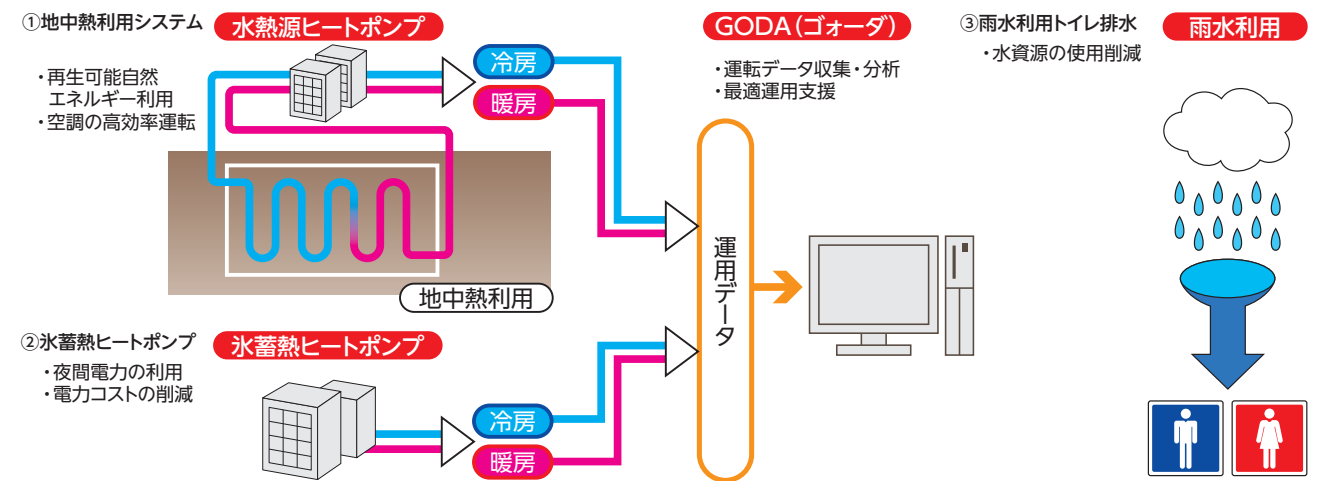 ①地中熱利用システム
水熱源ヒートポンプ
・再生可能自然
エネルギー利用
・空調の高効率運転
冷房
暖房
地中熱利用
②氷蓄熱ヒートポンプ
氷蓄熱ヒートポンプ
・夜間電力の利用
・電力コストの削減
冷房
暖房
GODA(ゴォーダ)
・運転データ収集・分析
・最適運用支援
運用データ
③雨水利用トイレ排水
雨水利用
・水資源の使用削減